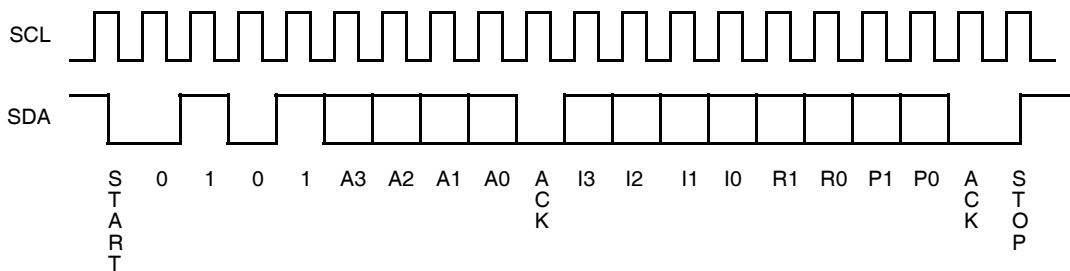 SCL
SDA
START 0 1 0 1 A3 A2 A1 A0 ACK I3 I2 I1 I0 R1 R0 P1 P0 ACK STOP